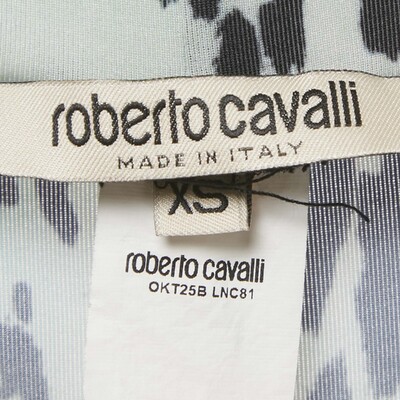 roberto cavalli
MADE IN ITALY
XS
roberto cavalli
OKT25B LNC81